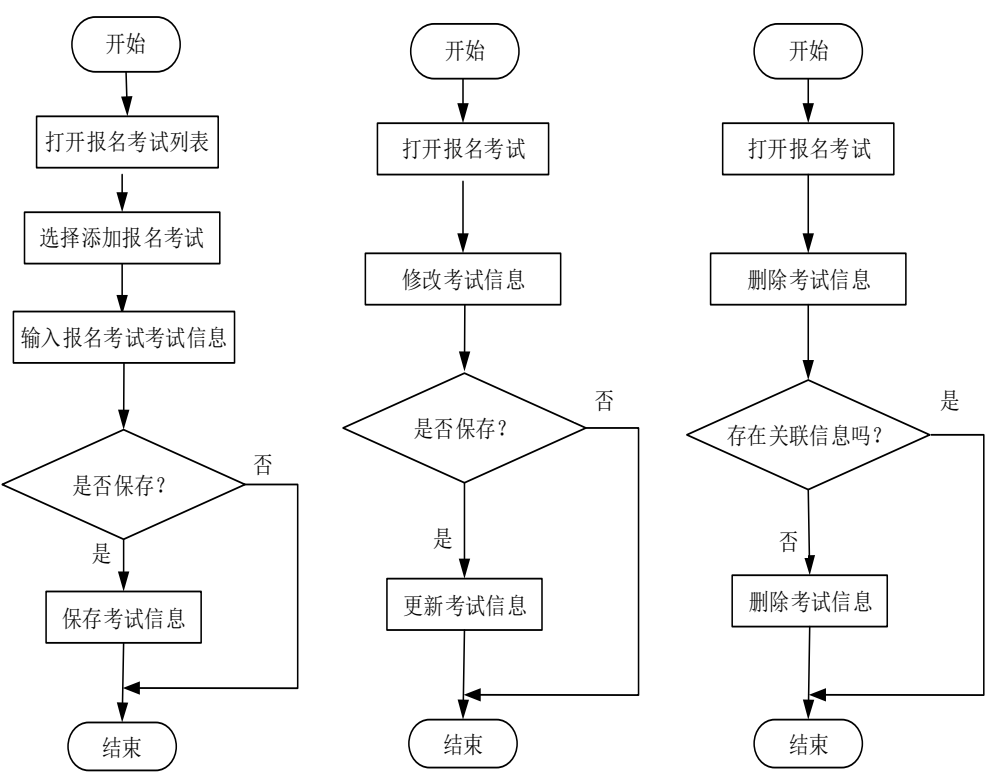 开始
打开报名考试列表
选择添加报名考试
输入报名考试考试信息
是否保存?
否
是
保存考试信息
结束
开始
打开报名考试
修改考试信息
是否保存?
否
是
更新考试信息
结束
开始
打开报名考试
删除考试信息
存在关联信息吗?
是
否
删除考试信息
结束